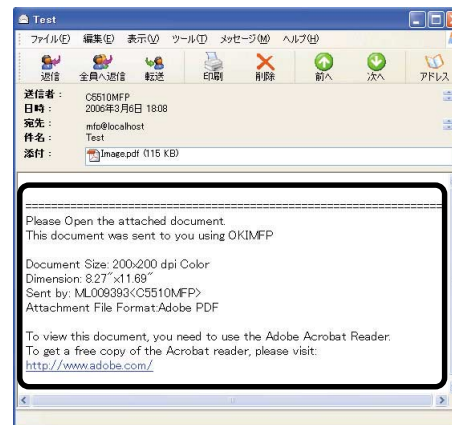 Test
ファイル(F) 編集(E) 表示(V) ツール(T) メッセージ(M) ヘルプ(H)
返信 全員へ返信 転送 印刷 削除 前へ 次へ アドレス
送信者: C5510MFP
日時: 2006年3月6日 18:08
宛先: mfp@localhost
件名: Test
添付: Image.pdf (115 KB)
Please Open the attached document.
This document was sent to you using OKIMFP
Document Size: 200x200 dpi Color
Dimension: 8.27"x11.69"
Sent by: ML009393<C5510MFP>
Attachment File Format:Adobe PDF
To view this document, you need to use the Adobe Acrobat Reader.
To get a free copy of the Acrobat reader, please visit:
http://www.adobe.com/